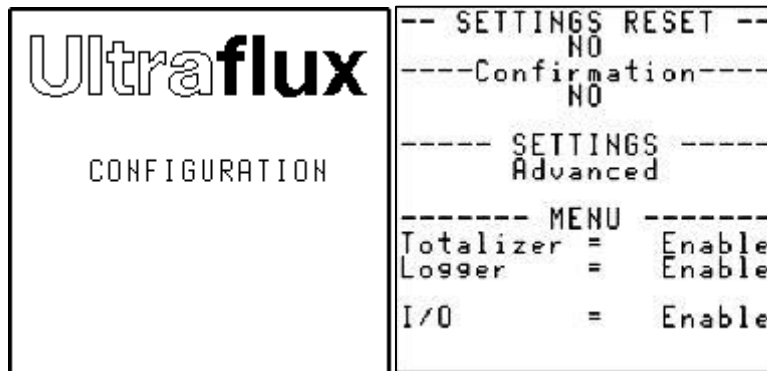 Ultraflux
CONFIGURATION
-- SETTINGS RESET --
NO
----Confirmation----
NO
----- SETTINGS -----
Advanced
------- MENU -------
Totalizer = Enable
Logger = Enable
I/O = Enable